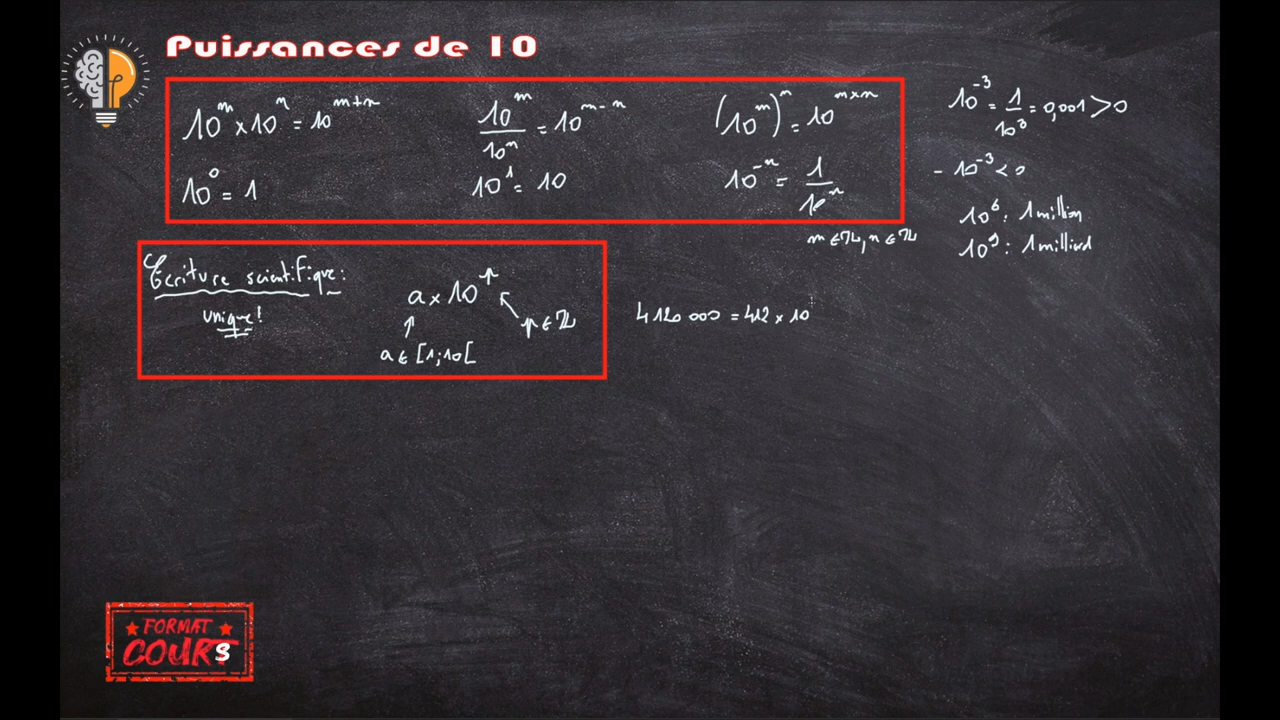 Puissances de 10
10^m × 10^n = 10^{m+n}
10^m / 10^n = 10^{m-n}
(10^m)^n = 10^{m×n}
10^0 = 1
10^1 = 10
10^{-n} = 1 / 10^n
m ∈ ℤ, n ∈ ℤ
10^{-3} = 1 / 10^3 = 0,001 > 0
- 10^{-3} < 0
10^6 : 1 million
10^9 : 1 milliard
Écriture scientifique :
unique !
a × 10^p
p ∈ ℤ
a ∈ [1 ; 10[
4 120 000 = 412 × 10
FORMAT
COURTS